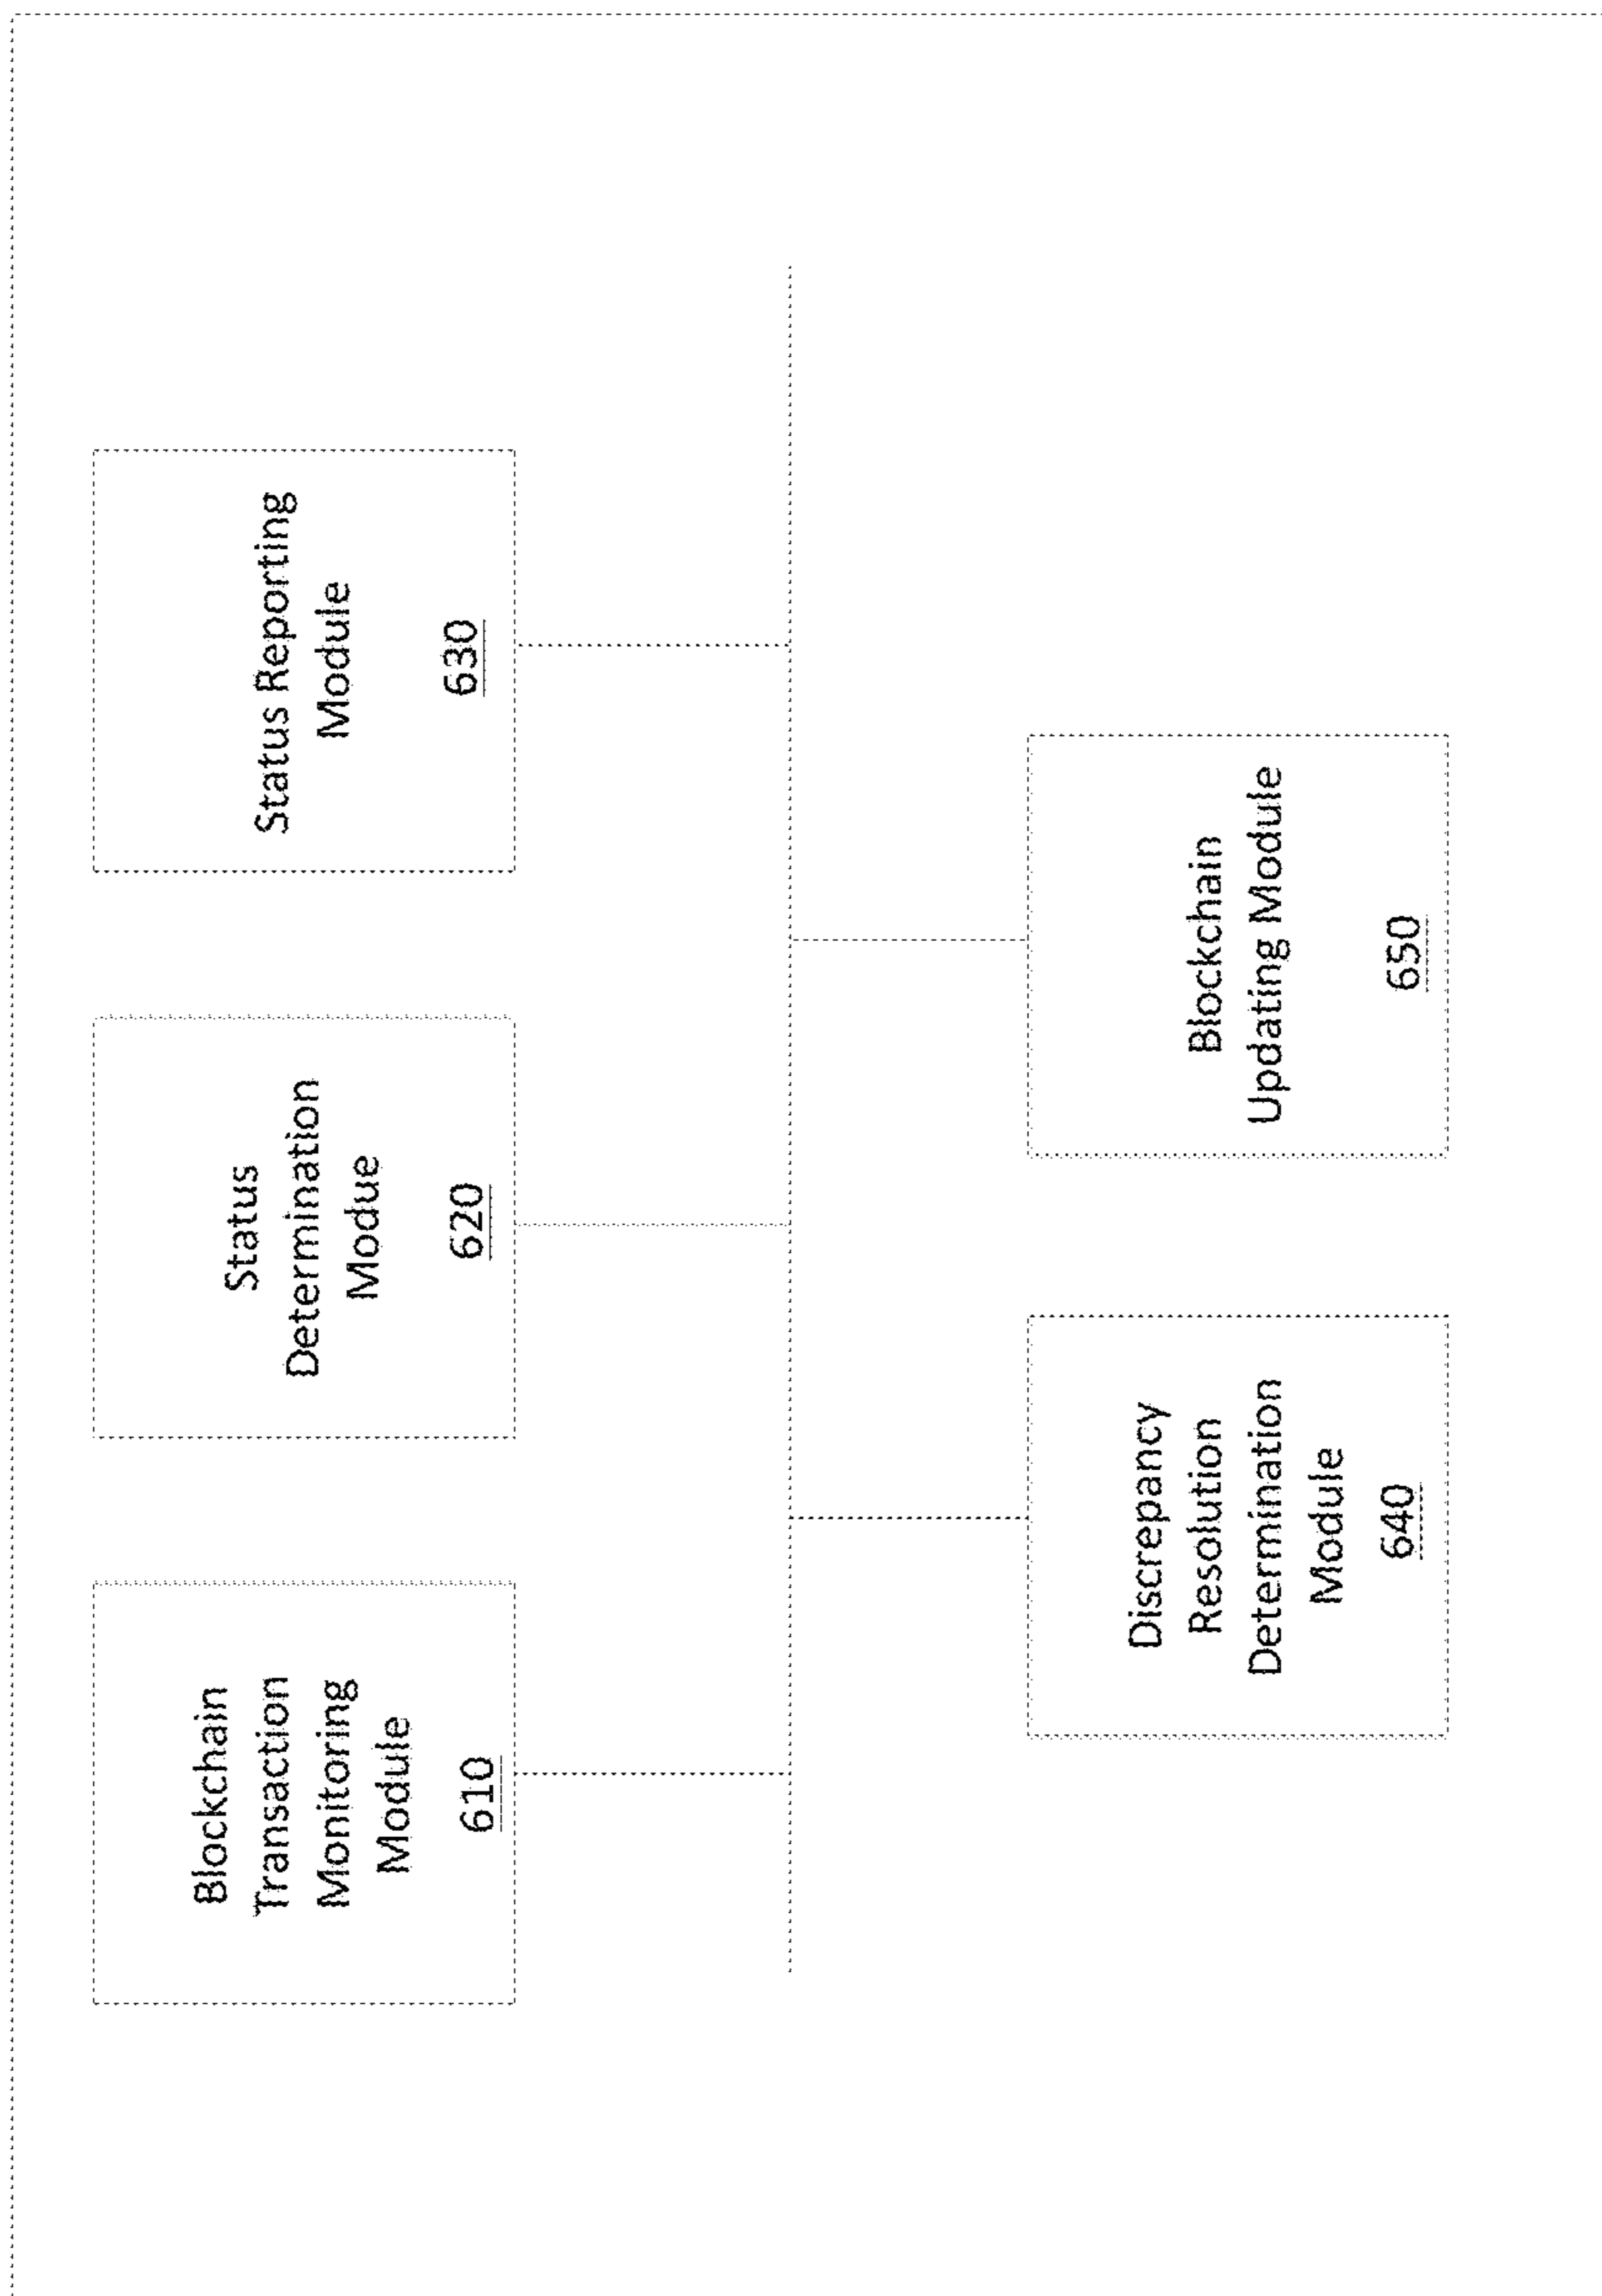 Blockchain
Transaction
Monitoring
Module
610
Status
Determination
Modue
620
Status Reporting
Module
630
Discrepancy
Resolution
Determination
Module
640
Blockchain
Updating Module
650